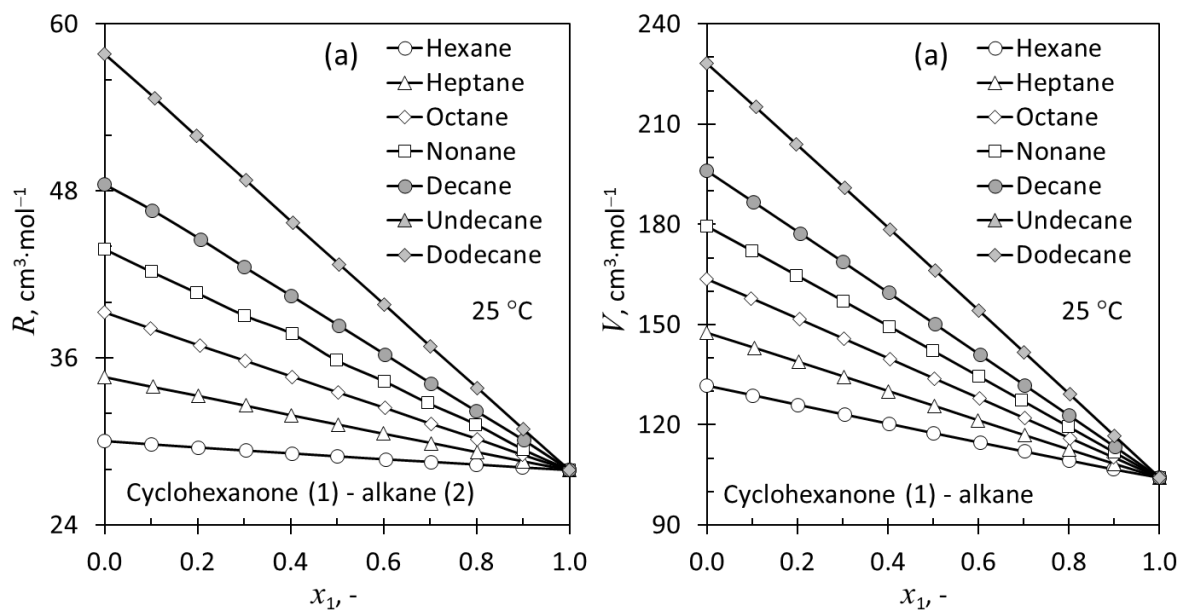 60
48
36
24
R, cm³·mol⁻¹
(a)
Hexane
Heptane
Octane
Nonane
Decane
Undecane
Dodecane
25 °C
Cyclohexanone (1) - alkane (2)
0.0 0.2 0.4 0.6 0.8 1.0
x₁, -
240
210
180
150
120
90
V, cm³·mol⁻¹
(a)
Hexane
Heptane
Octane
Nonane
Decane
Undecane
Dodecane
25 °C
Cyclohexanone (1) - alkane
0.0 0.2 0.4 0.6 0.8 1.0
x₁, -